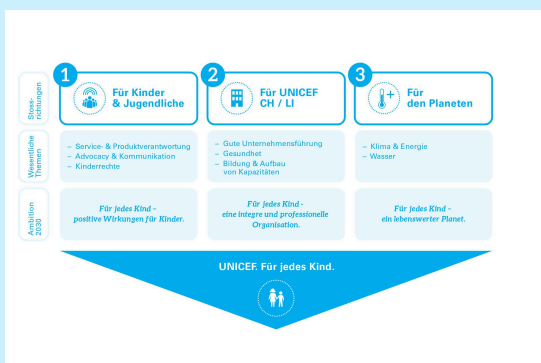 Stoss-
richtungen
1
Für Kinder
& Jugendliche
2
Für UNICEF
CH / LI
3
Für
den Planeten
Wesentliche
Themen
– Service- & Produktverantwortung
– Advocacy & Kommunikation
– Kinderrechte
– Gute Unternehmensführung
– Gesundhet
– Bildung & Aufbau
von Kapazitäten
– Klima & Energie
– Wasser
Ambition
2030
Für jedes Kind –
positive Wirkungen für Kinder.
Für jedes Kind -
eine integre und professionelle
Organisation.
Für jedes Kind –
ein lebenswerter Planet.
UNICEF. Für jedes Kind.